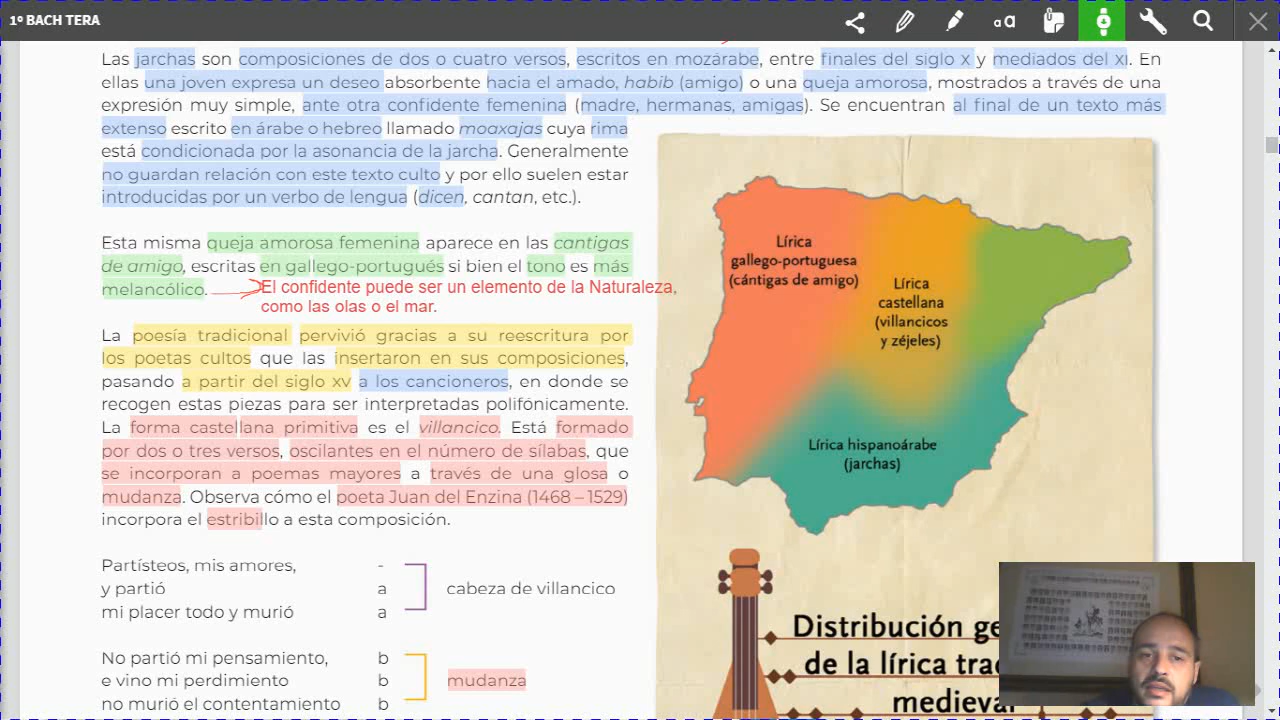 1º BACH TERA
aA
Las jarchas son composiciones de dos a cuatro versos, escritos en mozárabe, entre finales del siglo X y mediados del XI. En
ellas una joven expresa un deseo absorbente hacia el amado, habib (amigo) o una queja amorosa, mostrados a través de una
expresión muy simple, ante otra confidente femenina (madre, hermanas, amigas). Se encuentran al final de un texto más
extenso escrito en árabe o hebreo llamado moaxajas cuya rima
está condicionada por la asonancia de la jarcha. Generalmente
no guardan relación con este texto culto y por ello suelen estar
introducidas por un verbo de lengua (dicen, cantan, etc.).
Esta misma queja amorosa femenina aparece en las cantigas
de amigo, escritas en gallego-portugués si bien el tono es más
melancólico.
El confidente puede ser un elemento de la Naturaleza,
como las olas o el mar.
La poesía tradicional pervivió gracias a su reescritura por
los poetas cultos que las insertaron en sus composiciones,
pasando a partir del siglo XV a los cancioneros, en donde se
recogen estas piezas para ser interpretadas polifónicamente.
La forma castellana primitiva es el villancico. Está formado
por dos o tres versos, oscilantes en el número de sílabas, que
se incorporan a poemas mayores a través de una glosa o
mudanza. Observa cómo el poeta Juan del Enzina (1468 – 1529)
incorpora el estribillo a esta composición.
Partísteos, mis amores, -
y partió a cabeza de villancico
mi placer todo y murió a
No partió mi pensamiento, b
e vino mi perdimiento b mudanza
no murió el contentamiento b
Lírica
gallego-portuguesa
(cántigas de amigo)
Lírica
castellana
(villancicos
y zéjeles)
Lírica hispanoárabe
(jarchas)
Distribución ge
de la lírica trad
medieval